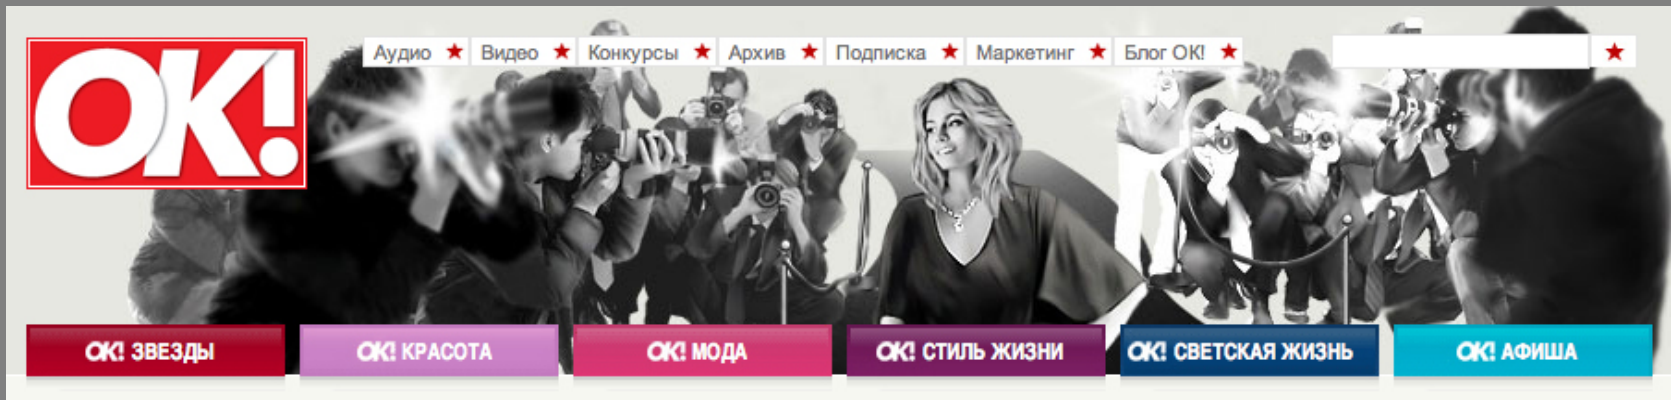 OK!
Аудио
Видео
Конкурсы
Архив
Подписка
Маркетинг
Блог OK!
OK! ЗВЕЗДЫ
OK! КРАСОТА
OK! МОДА
OK! СТИЛЬ ЖИЗНИ
OK! СВЕТСКАЯ ЖИЗНЬ
OK! АФИША